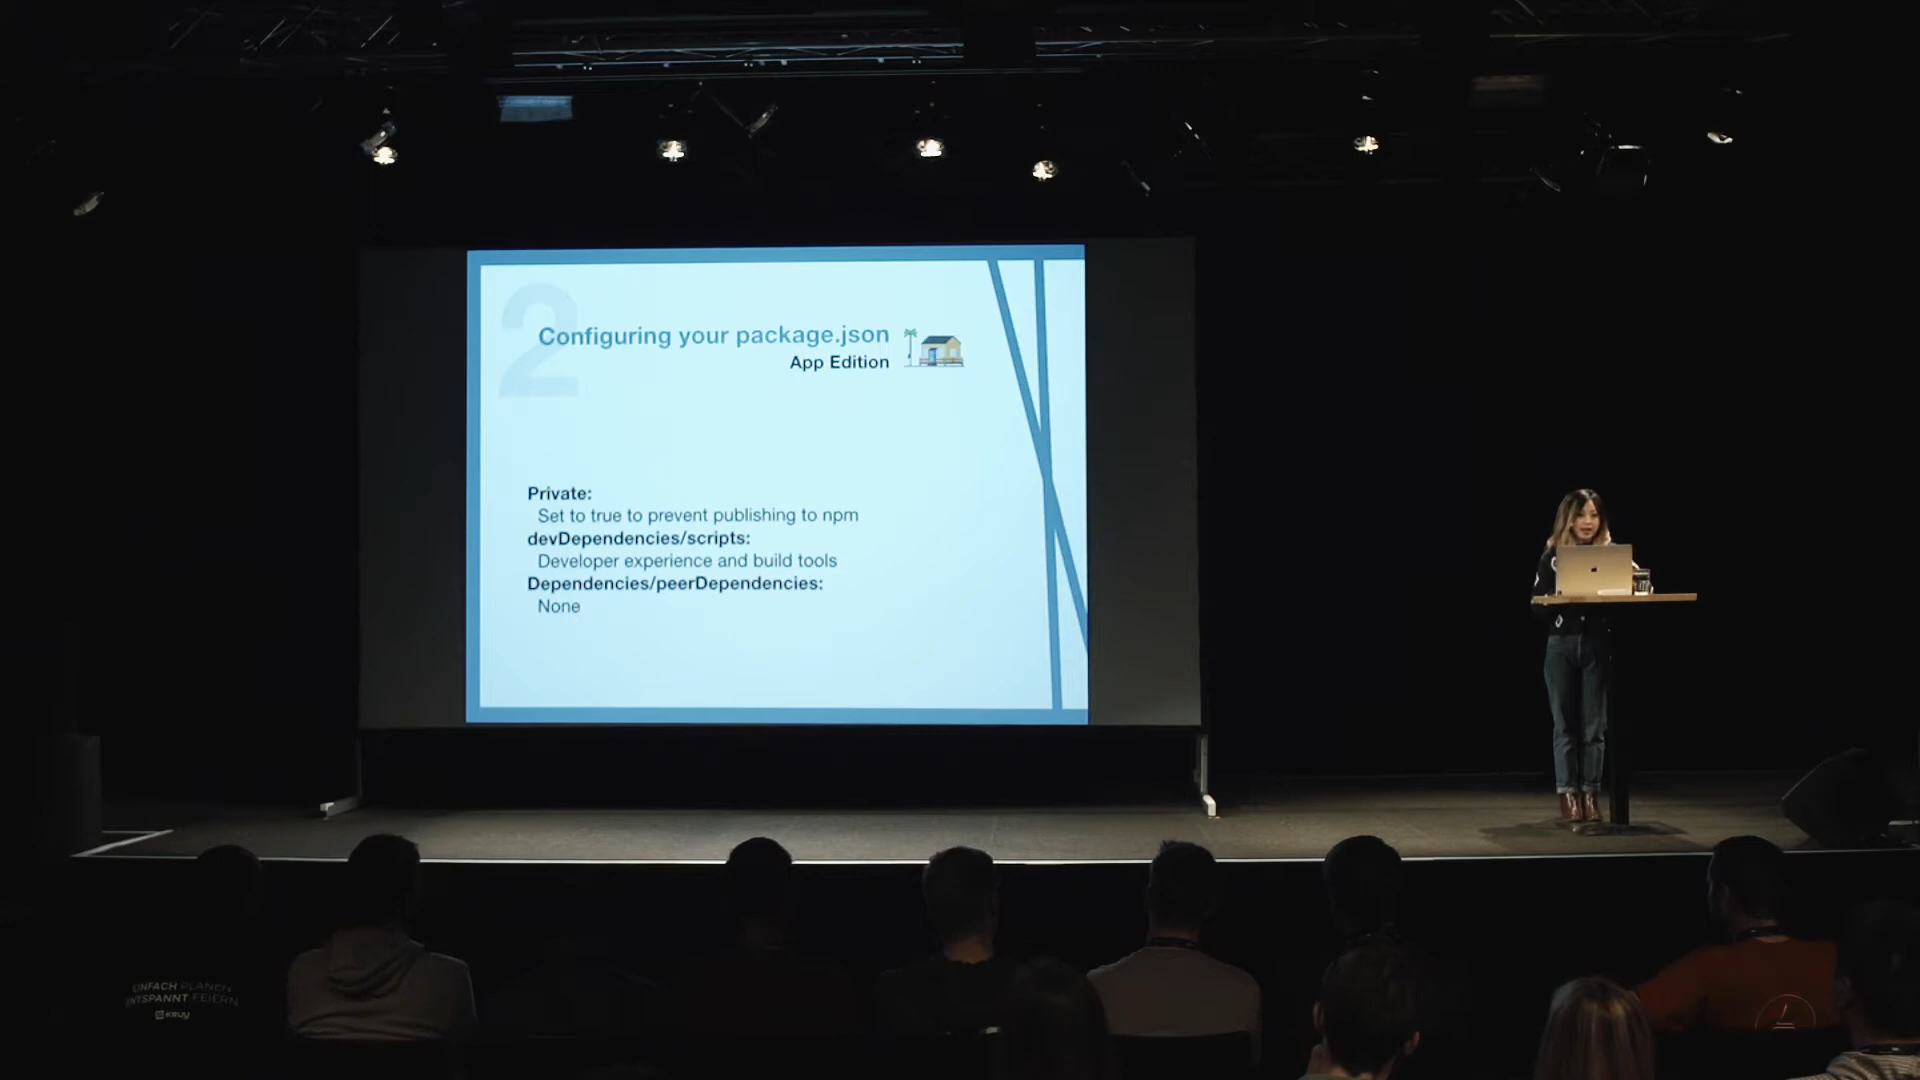 2
Configuring your package.json
App Edition
Private:
Set to true to prevent publishing to npm
devDependencies/scripts:
Developer experience and build tools
Dependencies/peerDependencies:
None
EINFACH PLANEN
ENTSPANNT FEIERN
KRUU